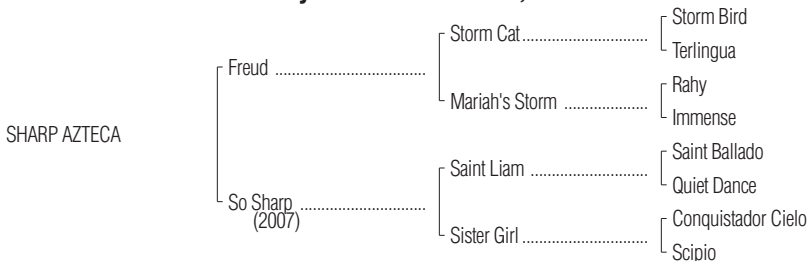 Storm Bird
Storm Cat
Terlingua
Freud
Rahy
Mariah's Storm
Immense
SHARP AZTECA
Saint Ballado
Saint Liam
Quiet Dance
So Sharp
(2007)
Conquistador Cielo
Sister Girl
Scipio